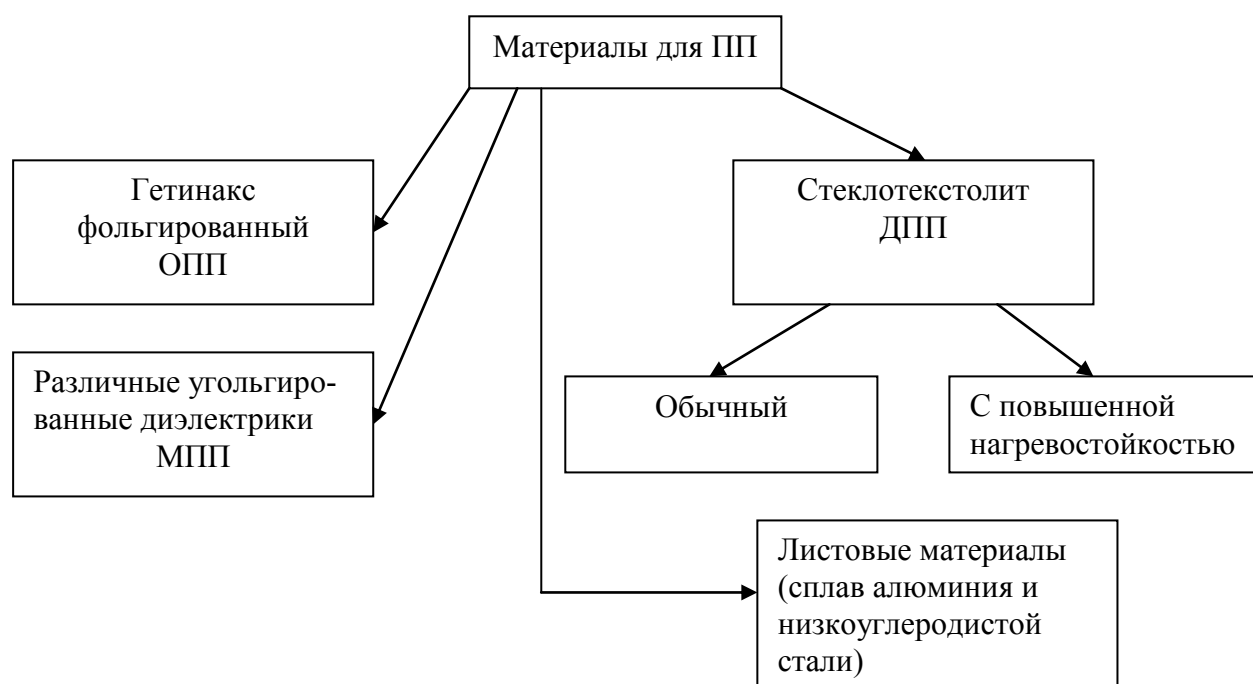 Материалы для ПП
Гетинакс
фольгированный
ОПП
Стеклотекстолит
ДПП
Различные угольгиро-
ванные диэлектрики
МПП
Обычный
С повышенной
нагревостойкостью
Листовые материалы
(сплав алюминия и
низкоуглеродистой
стали)